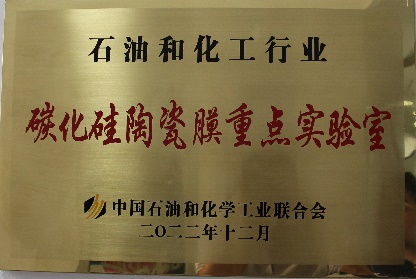 石油和化工行业
碳化硅陶瓷膜重点实验室
中国石油和化学工业联合会
二〇二二年十二月